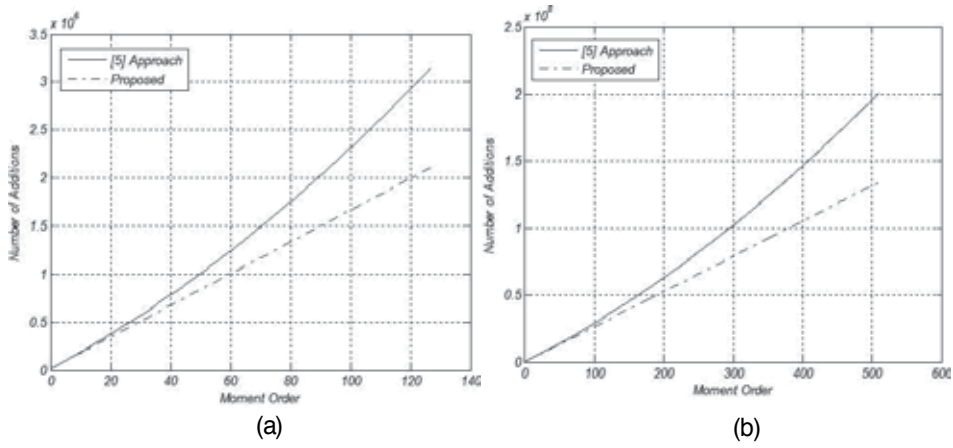 x 10^6
3.5
3
2.5
2
1.5
1
0.5
0
Number of Additions
[5] Approach
Proposed
0 20 40 60 80 100 120 140
Moment Order
(a)
2.5
2
1.5
1
0.5
0
Number of Additions
[5] Approach
Proposed
0 100 200 300 400 500 600
Moment Order
(b)